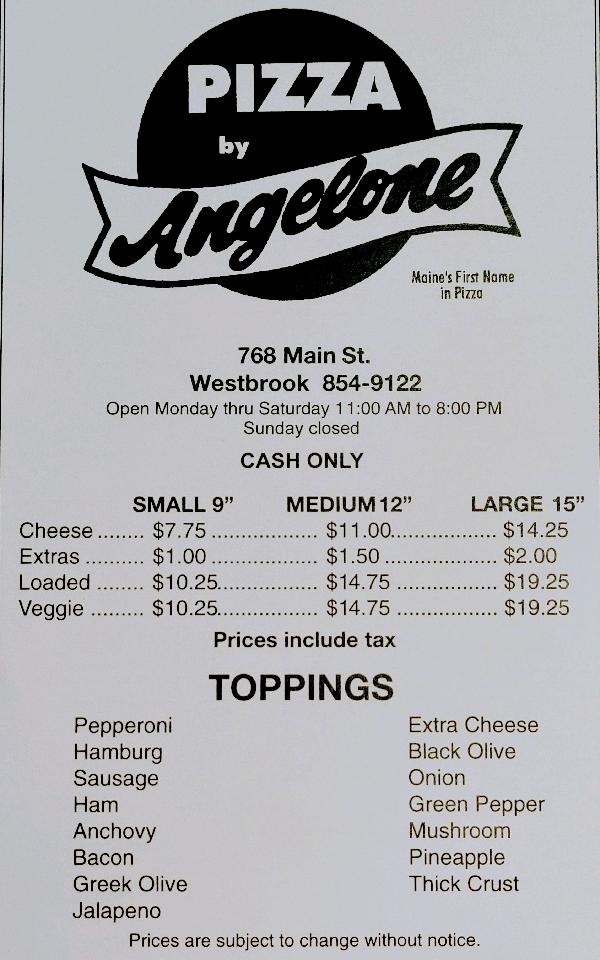 PIZZA
by
Angelone
Maine's First Name
in Pizza
768 Main St.
Westbrook 854-9122
Open Monday thru Saturday 11:00 AM to 8:00 PM
Sunday closed
CASH ONLY
SMALL 9” MEDIUM 12” LARGE 15”
Cheese ........ $7.75 .................. $11.00.................. $14.25
Extras .......... $1.00 .................. $1.50 ................... $2.00
Loaded ........ $10.25................. $14.75 ................. $19.25
Veggie ......... $10.25................. $14.75 ................. $19.25
Prices include tax
TOPPINGS
Pepperoni
Hamburg
Sausage
Ham
Anchovy
Bacon
Greek Olive
Jalapeno
Extra Cheese
Black Olive
Onion
Green Pepper
Mushroom
Pineapple
Thick Crust
Prices are subject to change without notice.